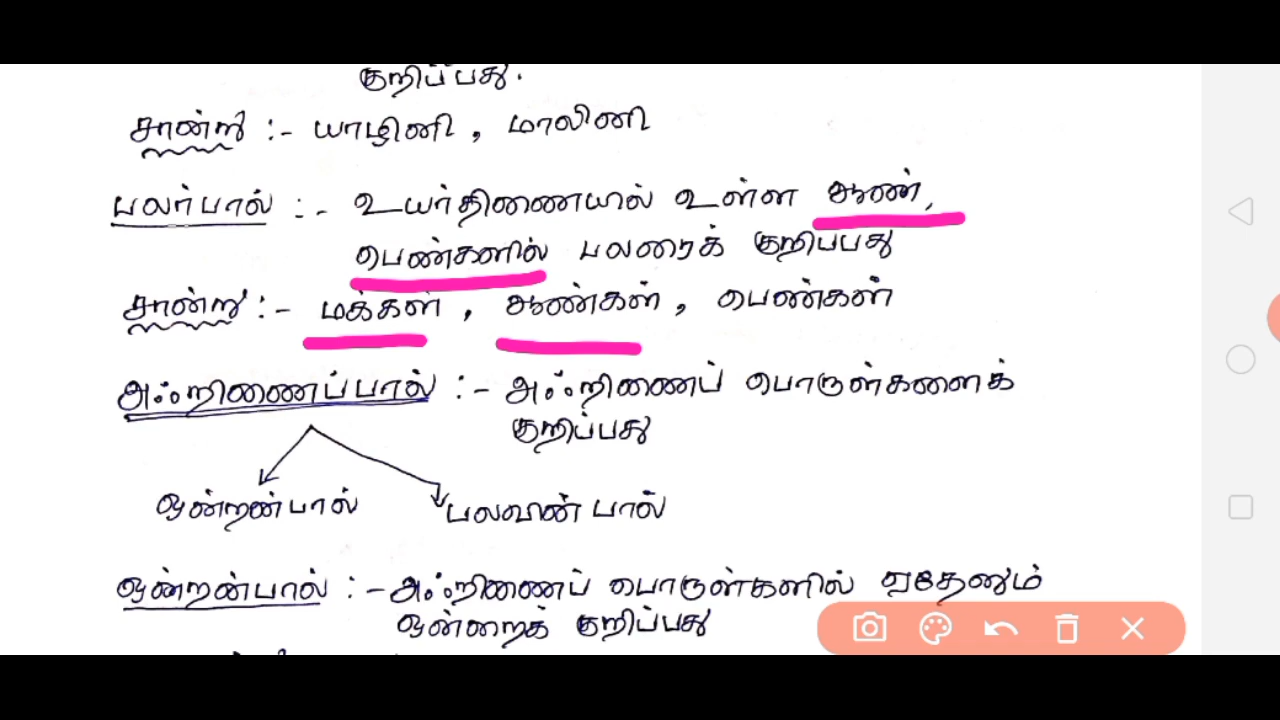 குறிப்பது.
சான்று :- யாழினி , மாலினி
பலர்பால் :- உயர்திணையில் உள்ள ஆண்,
பெண்களில் பலரைக் குறிப்பது
சான்று :- மக்கள் , ஆண்கள் , பெண்கள்
அஃறிணைப்பால் :- அஃறிணைப் பொருள்களைக்
குறிப்பது
ஒன்றன்பால் பலவின் பால்
ஒன்றன்பால் :- அஃறிணைப் பொருள்களில் ஏதேனும்
ஒன்றைக் குறிப்பது